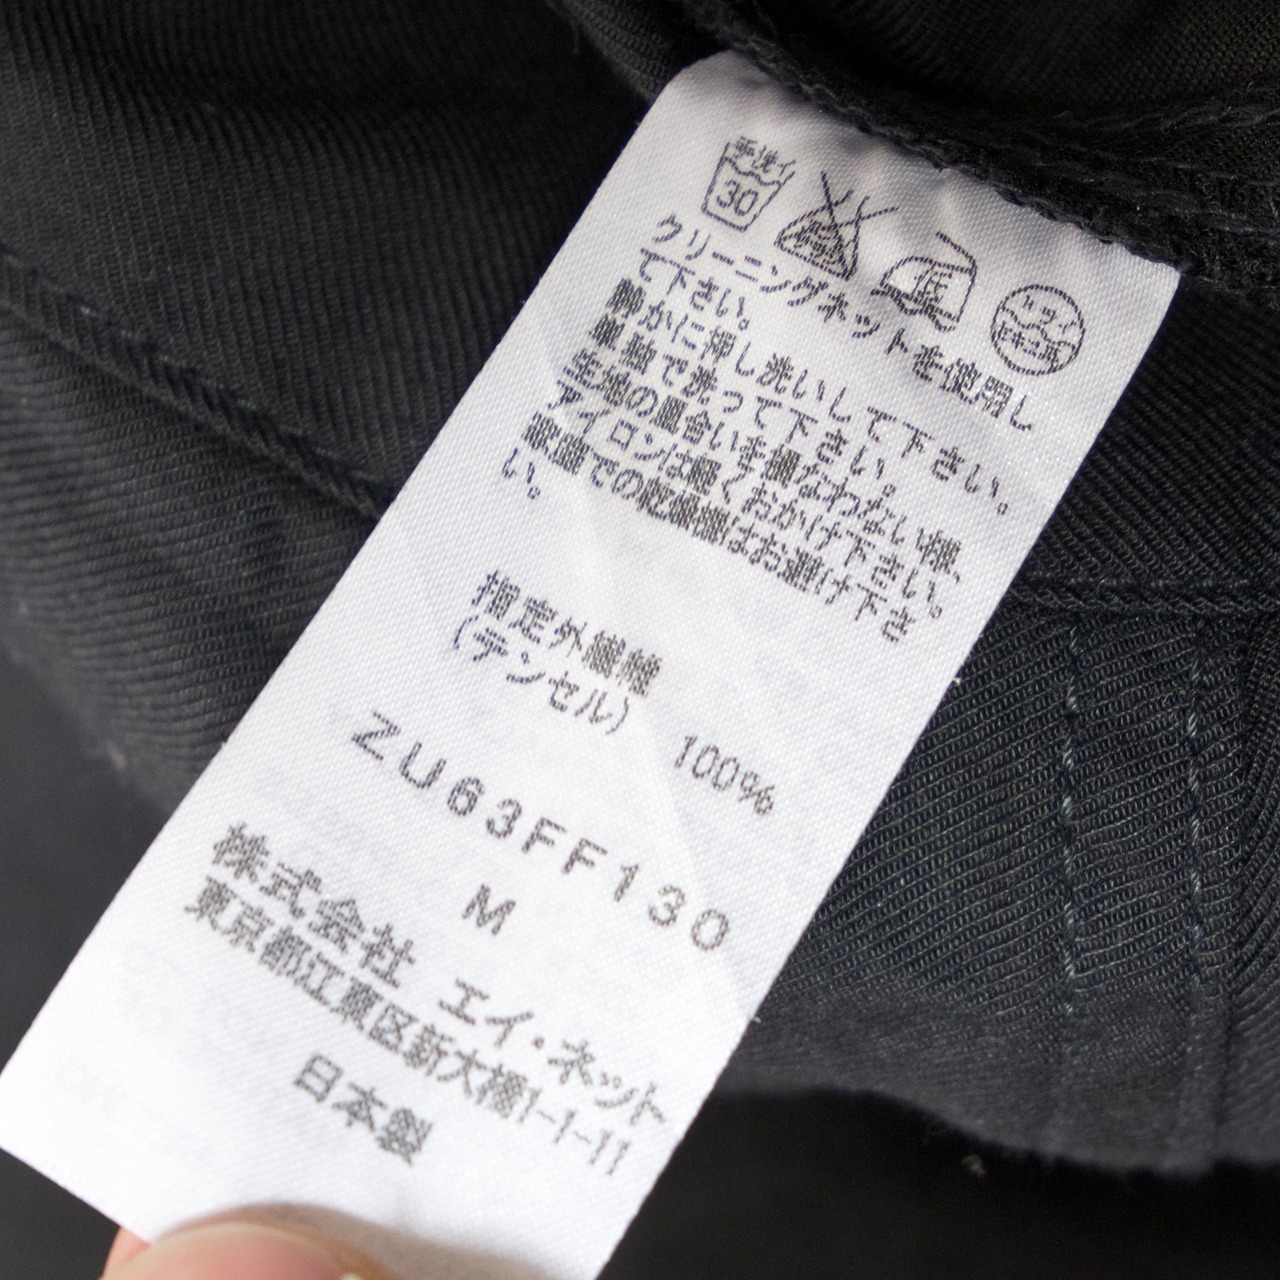 手洗イ
30
低
ドライ
クリーニングネットを使用し
て下さい。
静かに押し洗いして下さい。
単独で洗って下さい。
生地の風合いを損なわない様、
アイロンは軽くおかけ下さい。
家庭での乾燥機はお避け下さ
い。
指定外繊維
(テンセル) 100%
ZU63FF130
M
株式会社 エイ・ネット
東京都江東区新大橋1-1-11
日本製